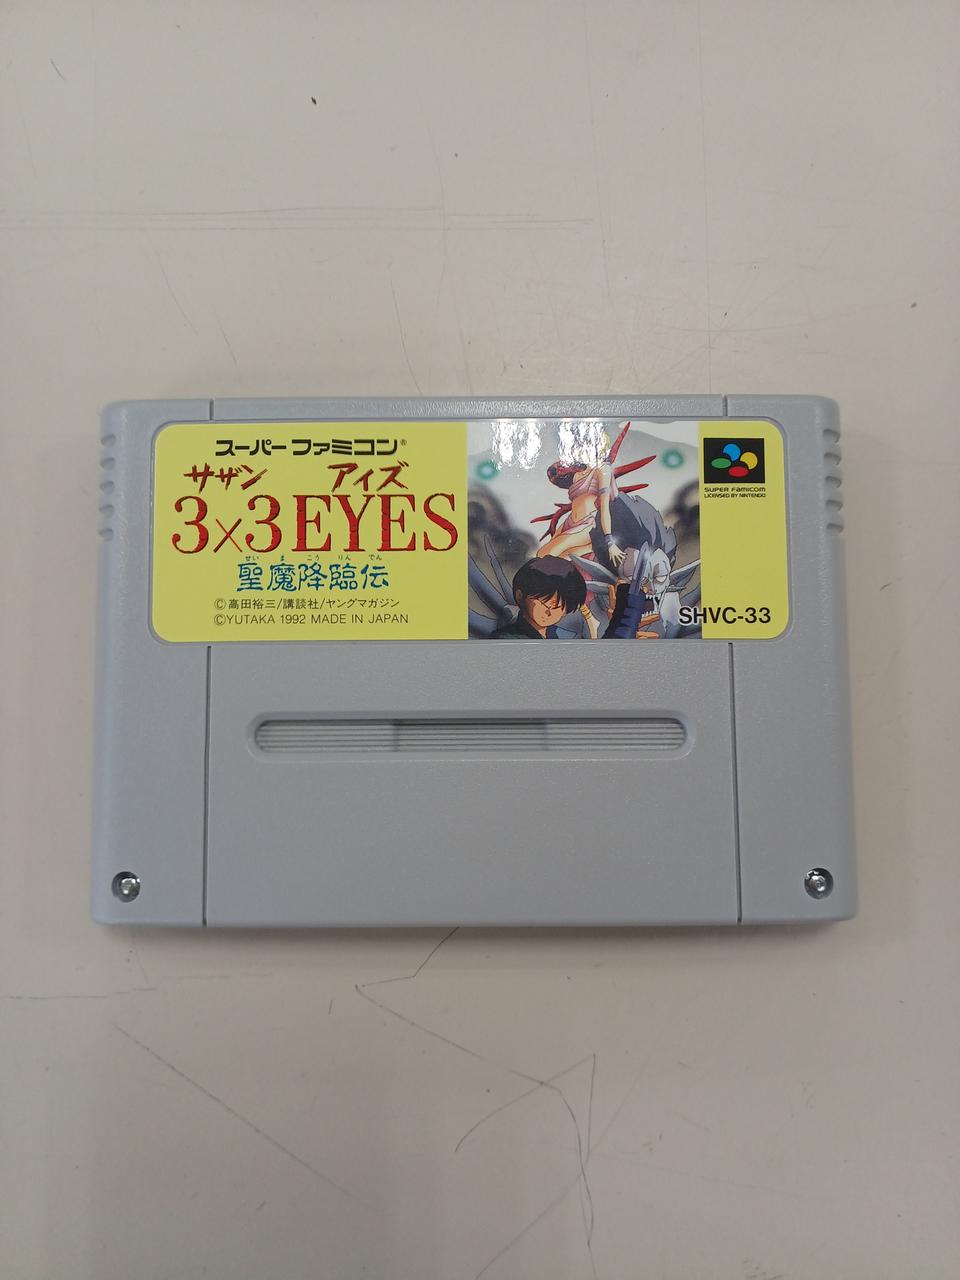 スーパーファミコン®
サザン アイズ
3×3 EYES
せい ま こう りん でん
聖魔降臨伝
©高田裕三/講談社/ヤングマガジン
©YUTAKA 1992 MADE IN JAPAN
SUPER FAMICOM
LICENSED BY NINTENDO
SHVC-33